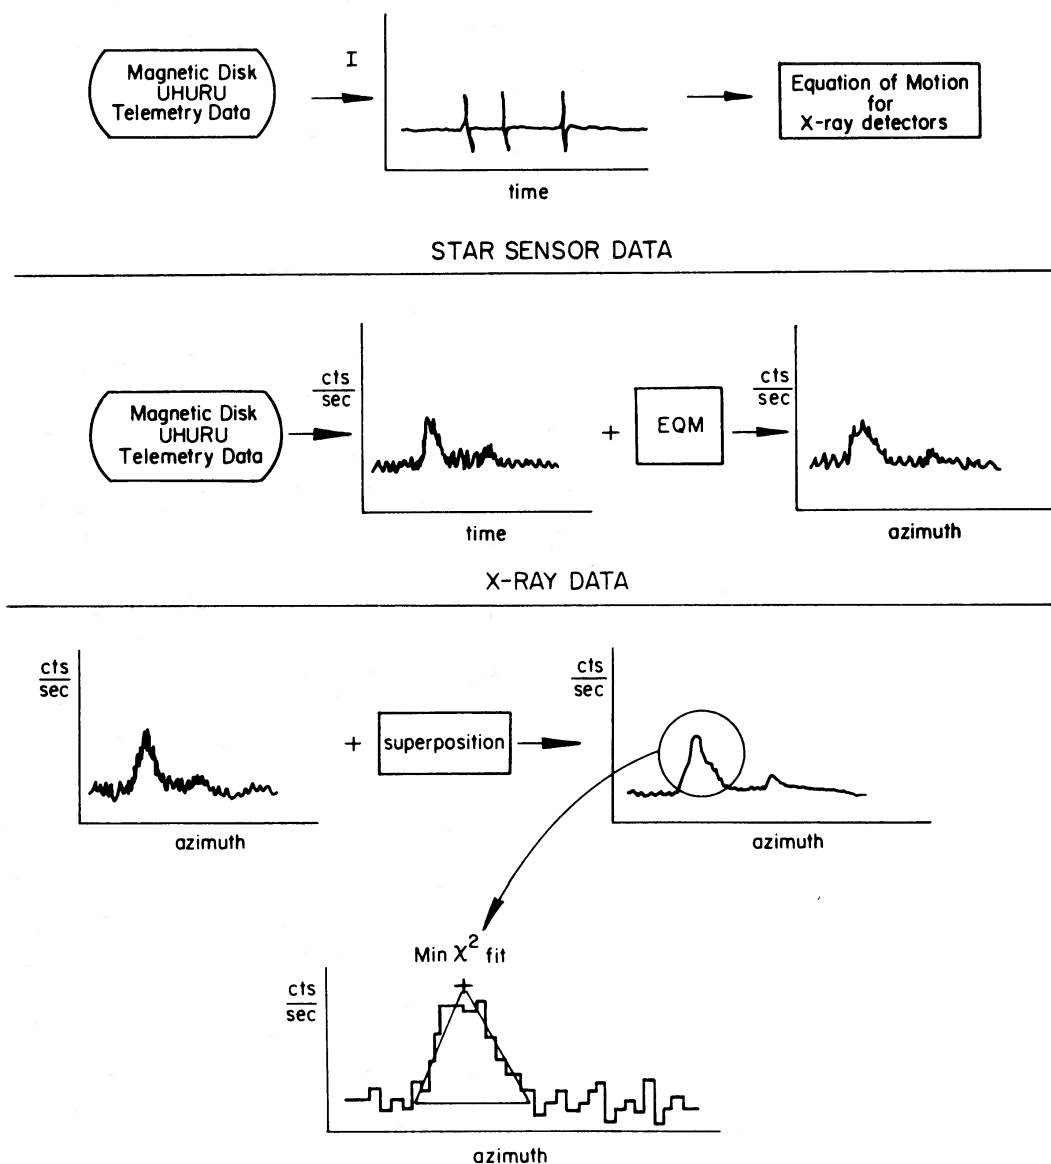 Magnetic Disk
UHURU
Telemetry Data
I
time
Equation of Motion
for
X-ray detectors
STAR SENSOR DATA
Magnetic Disk
UHURU
Telemetry Data
cts
sec
time
+
EQM
cts
sec
azimuth
X-RAY DATA
cts
sec
azimuth
+
superposition
cts
sec
azimuth
Min χ² fit
cts
sec
azimuth